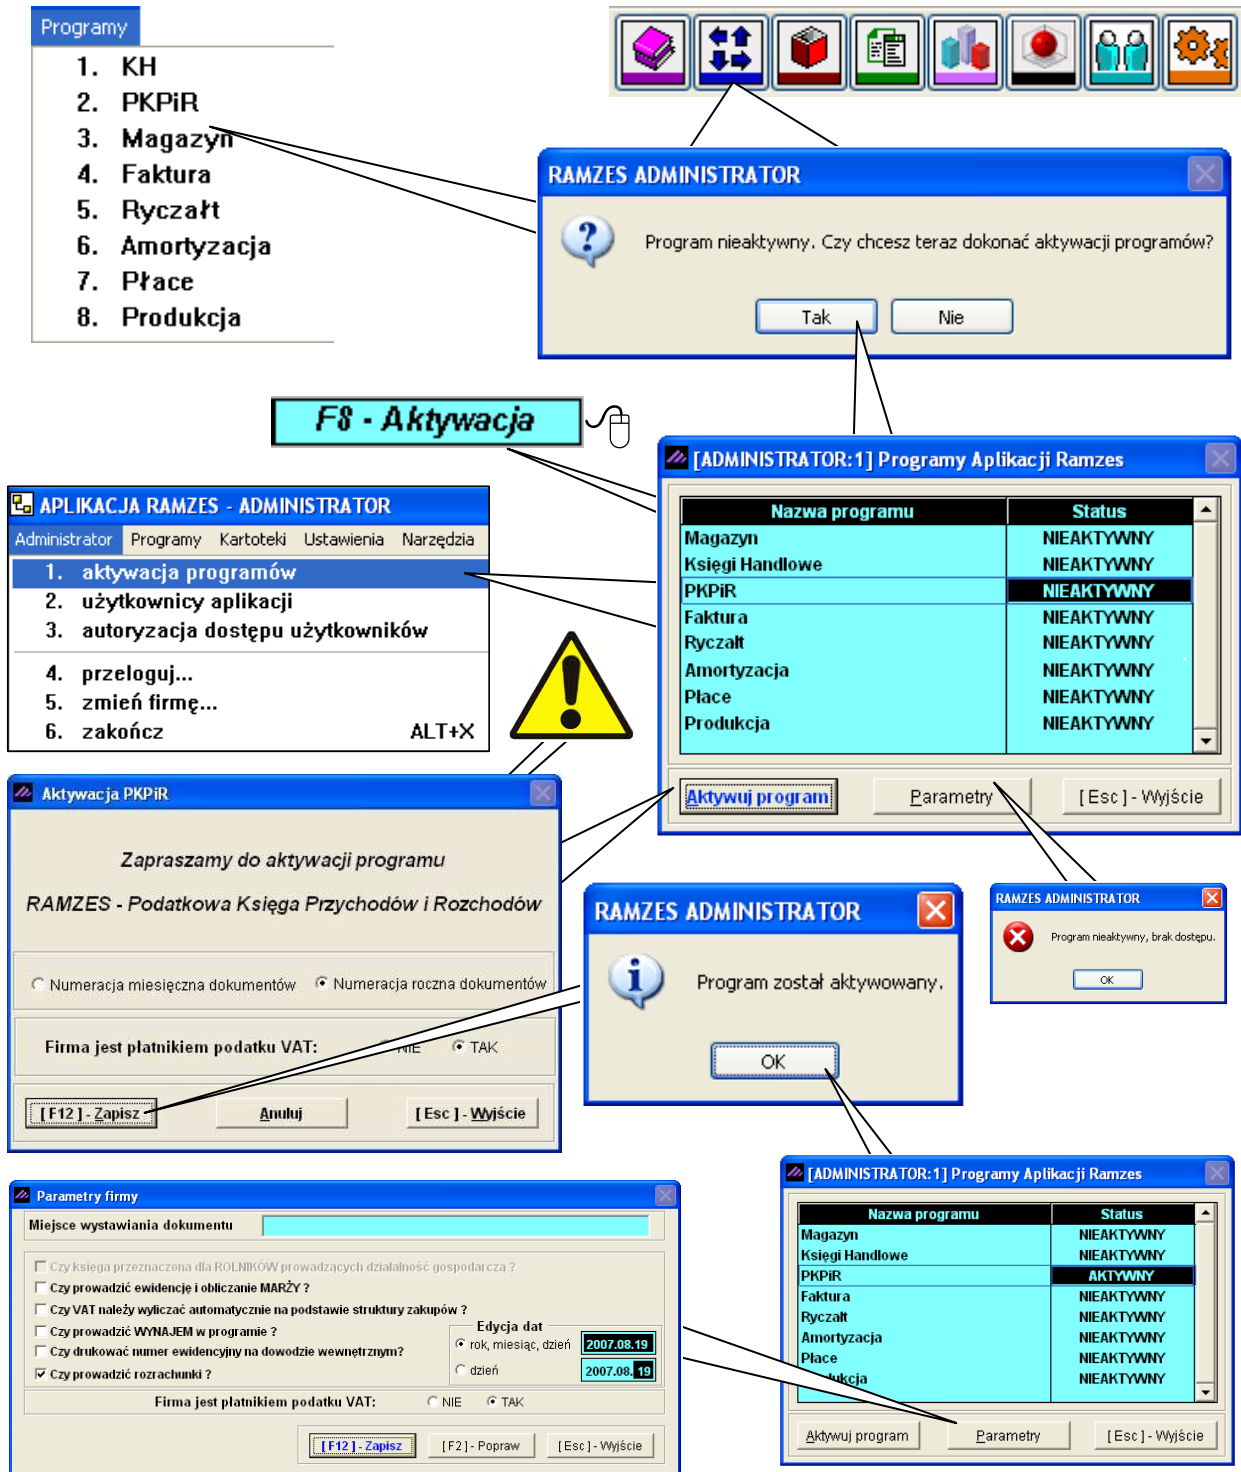 Programy
1. KH
2. PKPiR
3. Magazyn
4. Faktura
5. Ryczałt
6. Amortyzacja
7. Płace
8. Produkcja
RAMZES ADMINISTRATOR
Program nieaktywny. Czy chcesz teraz dokonać aktywacji programów?
Tak Nie
F8 - Aktywacja
APLIKACJA RAMZES - ADMINISTRATOR
Administrator Programy Kartoteki Ustawienia Narzędzia
1. aktywacja programów
2. użytkownicy aplikacji
3. autoryzacja dostępu użytkowników
4. przeloguj...
5. zmień firmę...
6. zakończ ALT+X
[ADMINISTRATOR:1] Programy Aplikacji Ramzes
Nazwa programu Status
Magazyn NIEAKTYWNY
Księgi Handlowe NIEAKTYWNY
PKPiR NIEAKTYWNY
Faktura NIEAKTYWNY
Ryczałt NIEAKTYWNY
Amortyzacja NIEAKTYWNY
Płace NIEAKTYWNY
Produkcja NIEAKTYWNY
Aktywuj program Parametry [ Esc ] - Wyjście
Aktywacja PKPiR
Zapraszamy do aktywacji programu
RAMZES - Podatkowa Księga Przychodów i Rozchodów
Numeracja miesięczna dokumentów Numeracja roczna dokumentów
Firma jest płatnikiem podatku VAT: NIE TAK
[ F12 ] - Zapisz Anuluj [ Esc ] - Wyjście
RAMZES ADMINISTRATOR
Program został aktywowany.
OK
RAMZES ADMINISTRATOR
Program nieaktywny, brak dostępu.
OK
Parametry firmy
Miejsce wystawiania dokumentu
Czy księga przeznaczona dla ROLNIKÓW prowadzących działalność gospodarczą ?
Czy prowadzić ewidencję i obliczanie MARŻY ?
Czy VAT należy wyliczać automatycznie na podstawie struktury zakupów ?
Czy prowadzić WYNAJEM w programie ?
Czy drukować numer ewidencyjny na dowodzie wewnętrznym?
Czy prowadzić rozrachunki ?
Edycja dat
rok, miesiąc, dzień 2007.08.19
dzień 2007.08.19
Firma jest płatnikiem podatku VAT: NIE TAK
[ F12 ] - Zapisz [ F2 ] - Popraw [ Esc ] - Wyjście
[ADMINISTRATOR:1] Programy Aplikacji Ramzes
Nazwa programu Status
Magazyn NIEAKTYWNY
Księgi Handlowe NIEAKTYWNY
PKPiR AKTYWNY
Faktura NIEAKTYWNY
Ryczałt NIEAKTYWNY
Amortyzacja NIEAKTYWNY
Płace NIEAKTYWNY
Produkcja NIEAKTYWNY
Aktywuj program Parametry [ Esc ] - Wyjście